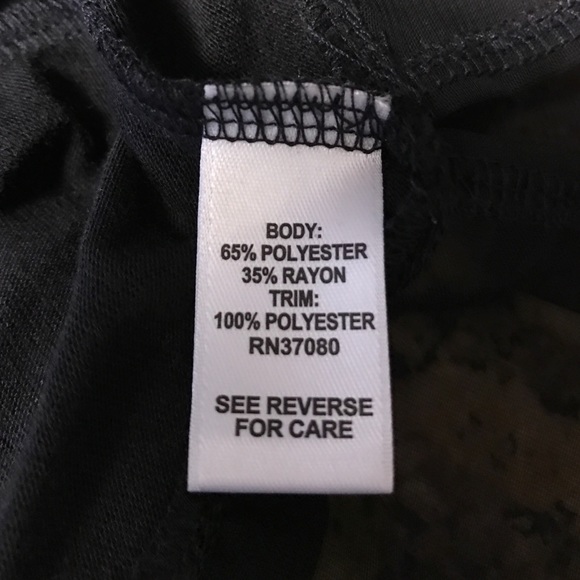 BODY:
65% POLYESTER
35% RAYON
TRIM:
100% POLYESTER
RN37080
SEE REVERSE
FOR CARE